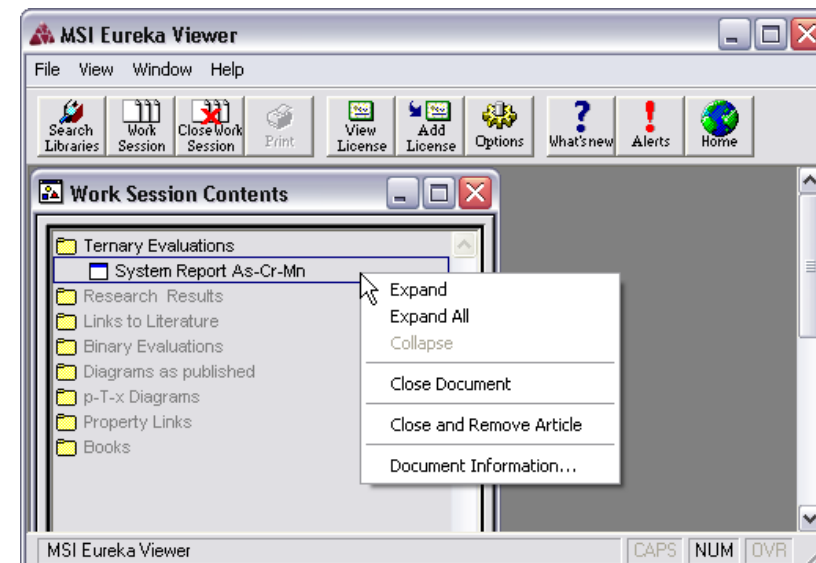 MSI Eureka Viewer
File View Window Help
Search Libraries
Work Session
Close Work Session
Print
View License
Add License
Options
What's new
Alerts
Home
Work Session Contents
Ternary Evaluations
System Report As-Cr-Mn
Research Results
Links to Literature
Binary Evaluations
Diagrams as published
p-T-x Diagrams
Property Links
Books
Expand
Expand All
Collapse
Close Document
Close and Remove Article
Document Information...
MSI Eureka Viewer
CAPS NUM OVR